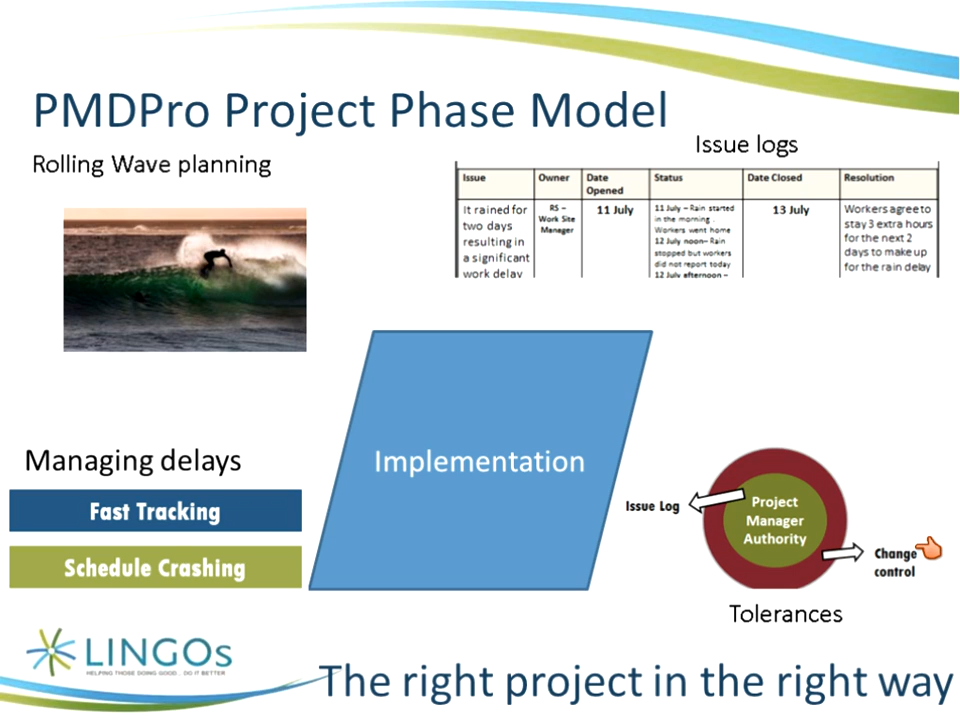 PMDPro Project Phase Model
Rolling Wave planning
Issue logs
Issue Owner Date Status Date Closed Resolution
Opened
It rained for
two days
resulting in
a significant
work delay
RS –
Work Site
Manager
11 July
11 July – Rain started
in the morning .
Workers went home
12 July noon– Rain
stopped but workers
did not report today
12 July afternoon –
13 July
Workers agree to
stay 3 extra hours
for the next 2
days to make up
for the rain delay
Implementation
Managing delays
Fast Tracking
Schedule Crashing
Issue Log
Project
Manager
Authority
Change
control
Tolerances
LINGOs
HELPING THOSE DOING GOOD... DO IT BETTER
The right project in the right way